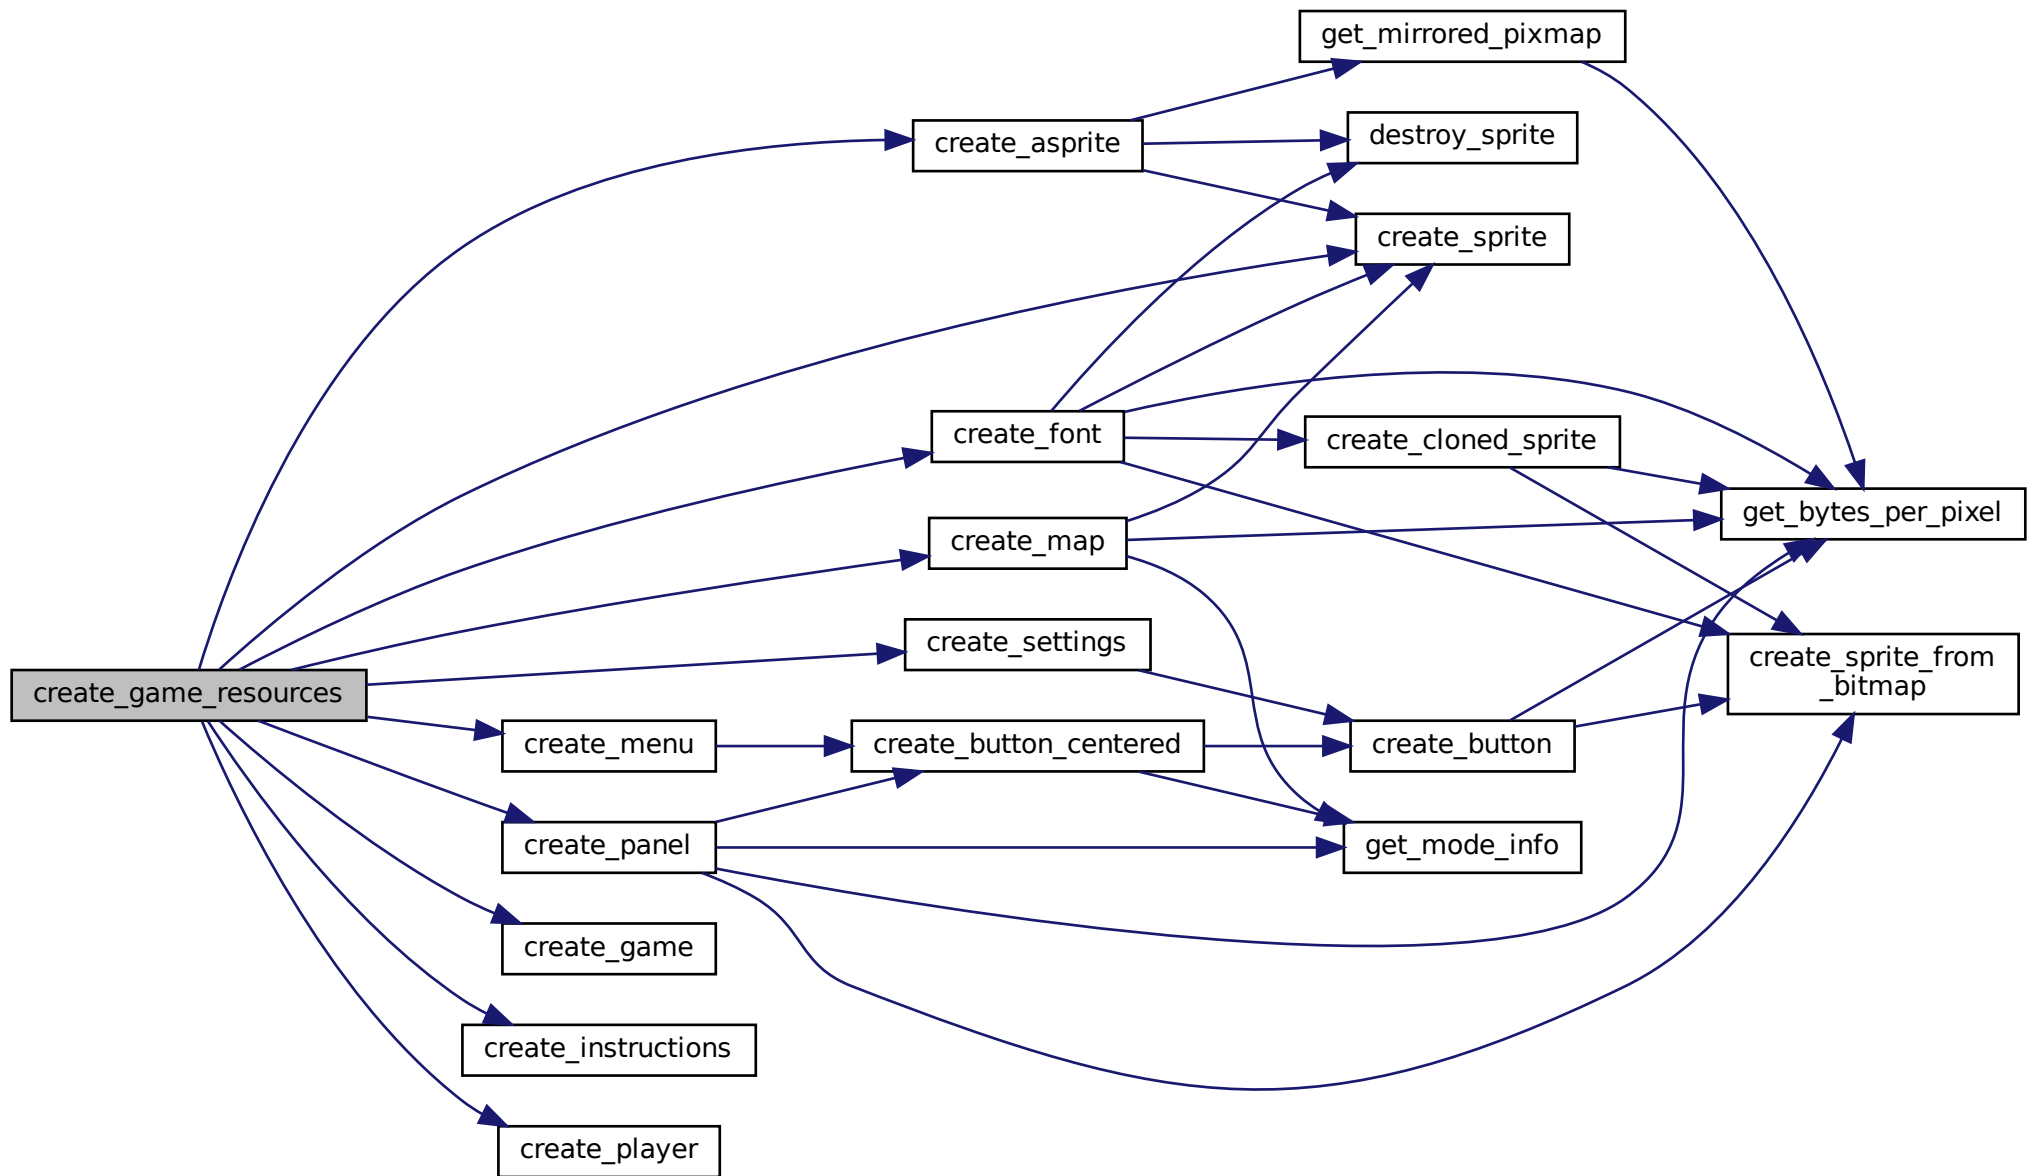 get_mirrored_pixmap
destroy_sprite
create_asprite
create_sprite
create_font
create_cloned_sprite
get_bytes_per_pixel
create_map
create_settings
create_sprite_from
_bitmap
create_game_resources
create_menu
create_button_centered
create_button
create_panel
get_mode_info
create_game
create_instructions
create_player